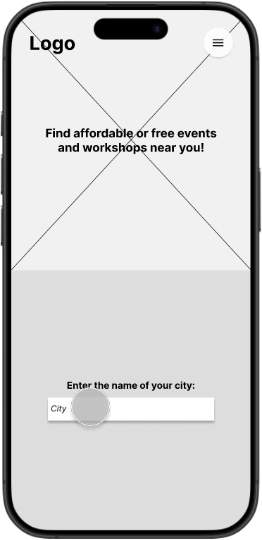 Logo
Find affordable or free events
and workshops near you!
Enter the name of your city:
City